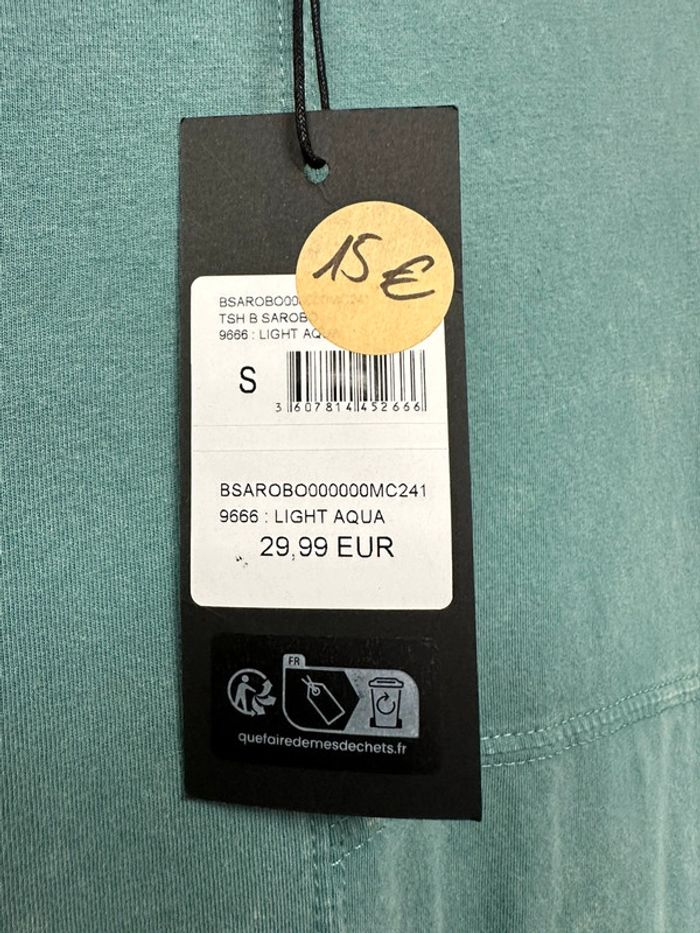 15 €
BSAROBO00
TSH B SAROBO
9666 : LIGHT AQUA
S
3 607814 452666
BSAROBO000000MC241
9666 : LIGHT AQUA
29,99 EUR
FR
quefairedemesdechets.fr